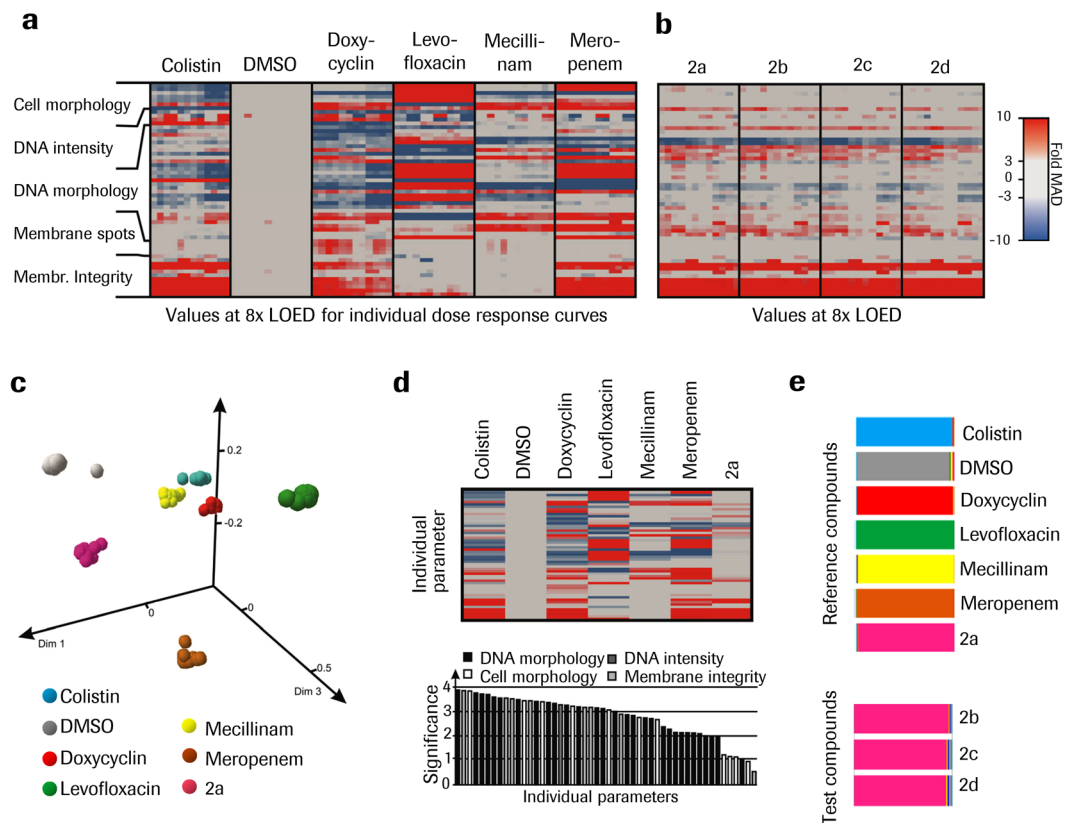 a
Colistin
DMSO
Doxy-
cyclin
Levo-
floxacin
Mecilli-
nam
Mero-
penem
Cell morphology
DNA intensity
DNA morphology
Membrane spots
Membr. Integrity
Values at 8x LOED for individual dose response curves
b
2a
2b
2c
2d
10
3
0
-3
-10
Fold MAD
Values at 8x LOED
c
0.2
-0.2
0
0
0.5
Dim 1
Dim 3
Colistin
DMSO
Doxycyclin
Levofloxacin
Mecillinam
Meropenem
2a
d
Colistin
DMSO
Doxycyclin
Levofloxacin
Mecillinam
Meropenem
2a
Individual
parameter
DNA morphology
DNA intensity
Cell morphology
Membrane integrity
4
3
2
1
0
Significance
Individual parameters
e
Reference compounds
Colistin
DMSO
Doxycyclin
Levofloxacin
Mecillinam
Meropenem
2a
Test compounds
2b
2c
2d